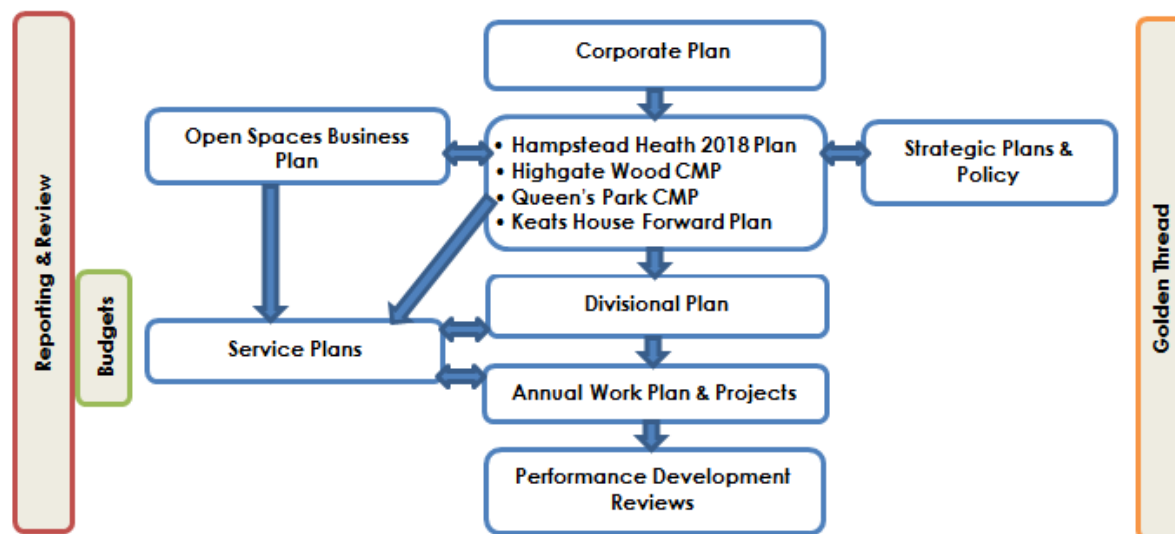 Reporting & Review
Budgets
Corporate Plan
Open Spaces Business
Plan
• Hampstead Heath 2018 Plan
• Highgate Wood CMP
• Queen's Park CMP
• Keats House Forward Plan
Strategic Plans &
Policy
Divisional Plan
Service Plans
Annual Work Plan & Projects
Performance Development
Reviews
Golden Thread